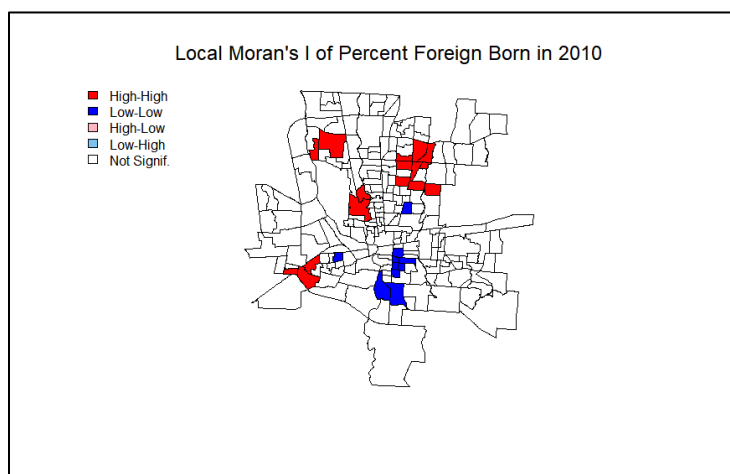 Local Moran's I of Percent Foreign Born in 2010
High-High
Low-Low
High-Low
Low-High
Not Signif.